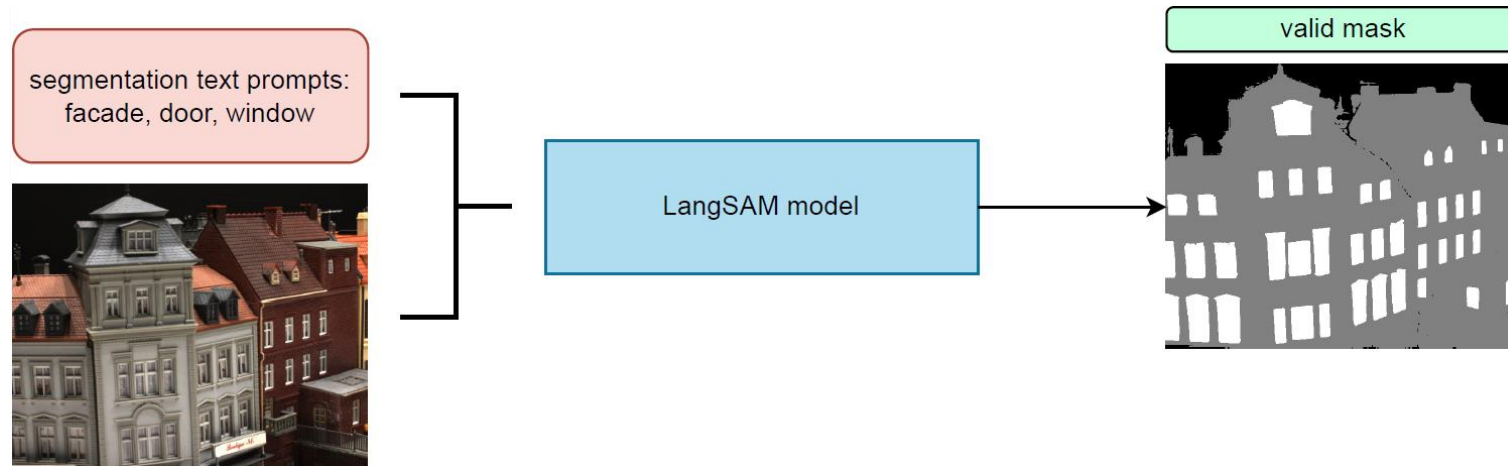 segmentation text prompts:
facade, door, window
LangSAM model
valid mask